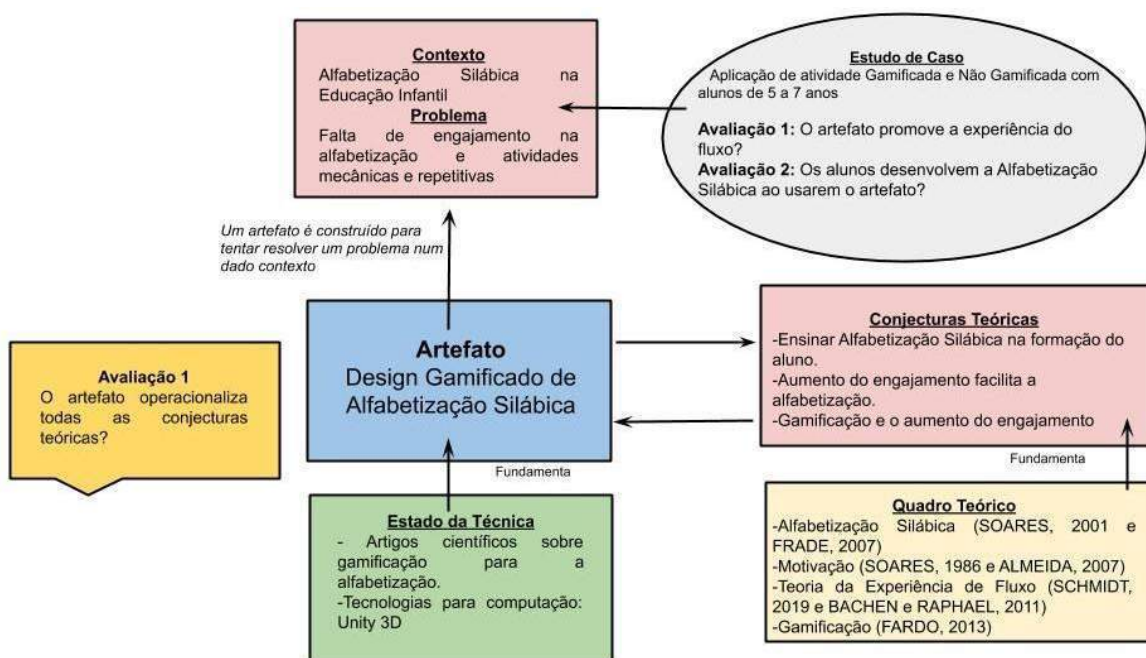 Contexto
Alfabetização Silábica na
Educação Infantil
Problema
Falta de engajamento na
alfabetização e atividades
mecânicas e repetitivas
Estudo de Caso
Aplicação de atividade Gamificada e Não Gamificada com
alunos de 5 a 7 anos
Avaliação 1: O artefato promove a experiência do
fluxo?
Avaliação 2: Os alunos desenvolvem a Alfabetização
Silábica ao usarem o artefato?
Um artefato é construído para
tentar resolver um problema num
dado contexto
Avaliação 1
O artefato operacionaliza
todas as conjecturas
teóricas?
Artefato
Design Gamificado de
Alfabetização Silábica
Conjecturas Teóricas
-Ensinar Alfabetização Silábica na formação do
aluno.
-Aumento do engajamento facilita a
alfabetização.
-Gamificação e o aumento do engajamento
Fundamenta
Fundamenta
Estado da Técnica
- Artigos científicos sobre
gamificação para a
alfabetização.
-Tecnologias para computação:
Unity 3D
Quadro Teórico
-Alfabetização Silábica (SOARES, 2001 e
FRADE, 2007)
-Motivação (SOARES, 1986 e ALMEIDA, 2007)
-Teoria da Experiência de Fluxo (SCHMIDT,
2019 e BACHEN e RAPHAEL, 2011)
-Gamificação (FARDO, 2013)